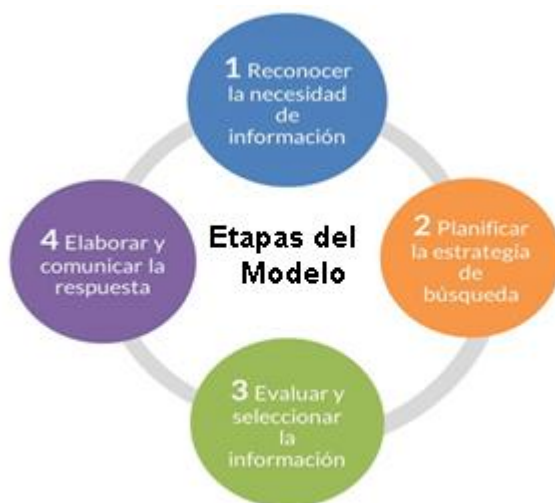 1 Reconocer
la necesidad
de
información
Etapas del
Modelo
2 Planificar
la estrategia
de
búsqueda
3 Evaluar y
seleccionar
la
información
4 Elaborar y
comunicar la
respuesta